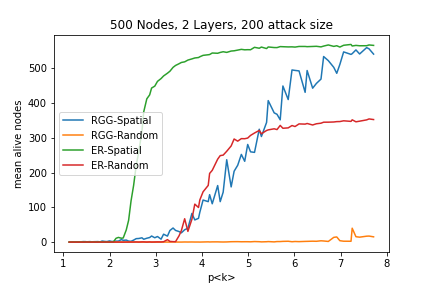 500 Nodes, 2 Layers, 200 attack size
mean alive nodes
500
400
300
200
100
0
RGG-Spatial
RGG-Random
ER-Spatial
ER-Random
1 2 3 4 5 6 7 8
p<k>